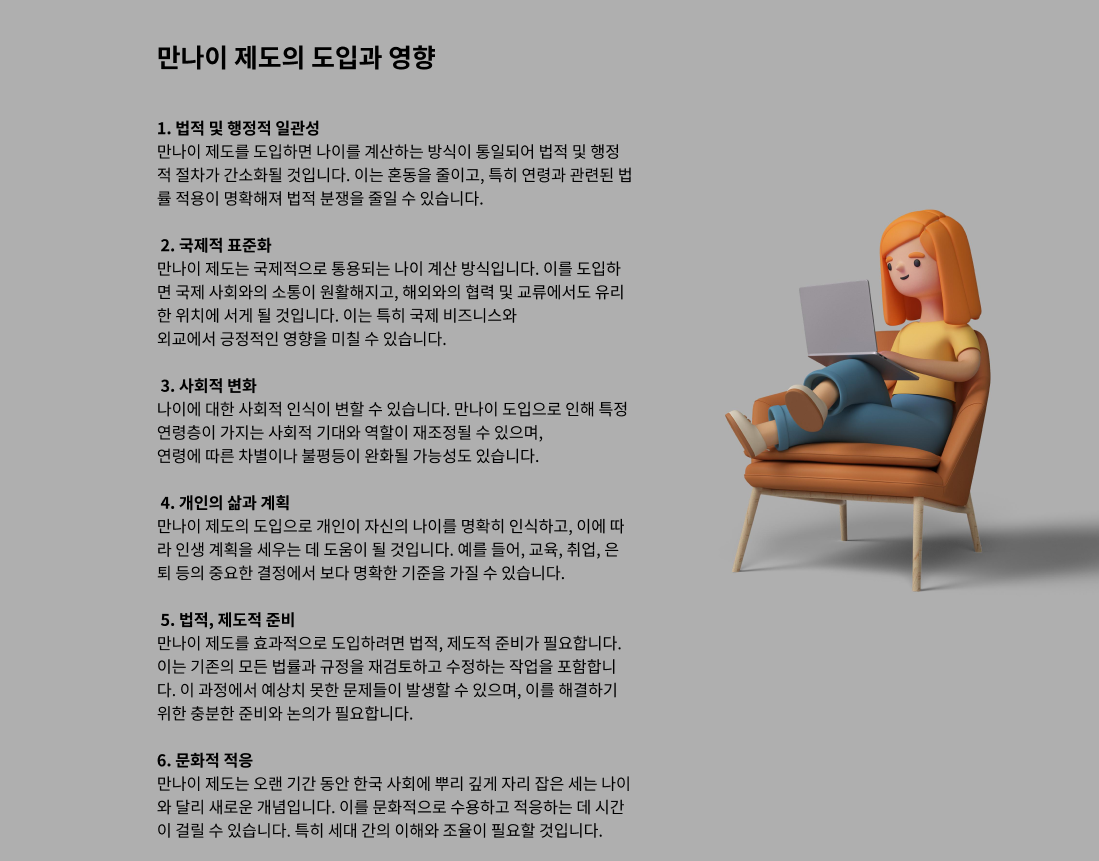 만나이 제도의 도입과 영향
1. 법적 및 행정적 일관성
만나이 제도를 도입하면 나이를 계산하는 방식이 통일되어 법적 및 행정
적 절차가 간소화될 것입니다. 이는 혼동을 줄이고, 특히 연령과 관련된 법
률 적용이 명확해져 법적 분쟁을 줄일 수 있습니다.
2. 국제적 표준화
만나이 제도는 국제적으로 통용되는 나이 계산 방식입니다. 이를 도입하
면 국제 사회와의 소통이 원활해지고, 해외와의 협력 및 교류에서도 유리
한 위치에 서게 될 것입니다. 이는 특히 국제 비즈니스와
외교에서 긍정적인 영향을 미칠 수 있습니다.
3. 사회적 변화
나이에 대한 사회적 인식이 변할 수 있습니다. 만나이 도입으로 인해 특정
연령층이 가지는 사회적 기대와 역할이 재조정될 수 있으며,
연령에 따른 차별이나 불평등이 완화될 가능성도 있습니다.
4. 개인의 삶과 계획
만나이 제도의 도입으로 개인이 자신의 나이를 명확히 인식하고, 이에 따
라 인생 계획을 세우는 데 도움이 될 것입니다. 예를 들어, 교육, 취업, 은
퇴 등의 중요한 결정에서 보다 명확한 기준을 가질 수 있습니다.
5. 법적, 제도적 준비
만나이 제도를 효과적으로 도입하려면 법적, 제도적 준비가 필요합니다.
이는 기존의 모든 법률과 규정을 재검토하고 수정하는 작업을 포함합니
다. 이 과정에서 예상치 못한 문제들이 발생할 수 있으며, 이를 해결하기
위한 충분한 준비와 논의가 필요합니다.
6. 문화적 적응
만나이 제도는 오랜 기간 동안 한국 사회에 뿌리 깊게 자리 잡은 세는 나이
와 달리 새로운 개념입니다. 이를 문화적으로 수용하고 적응하는 데 시간
이 걸릴 수 있습니다. 특히 세대 간의 이해와 조율이 필요할 것입니다.